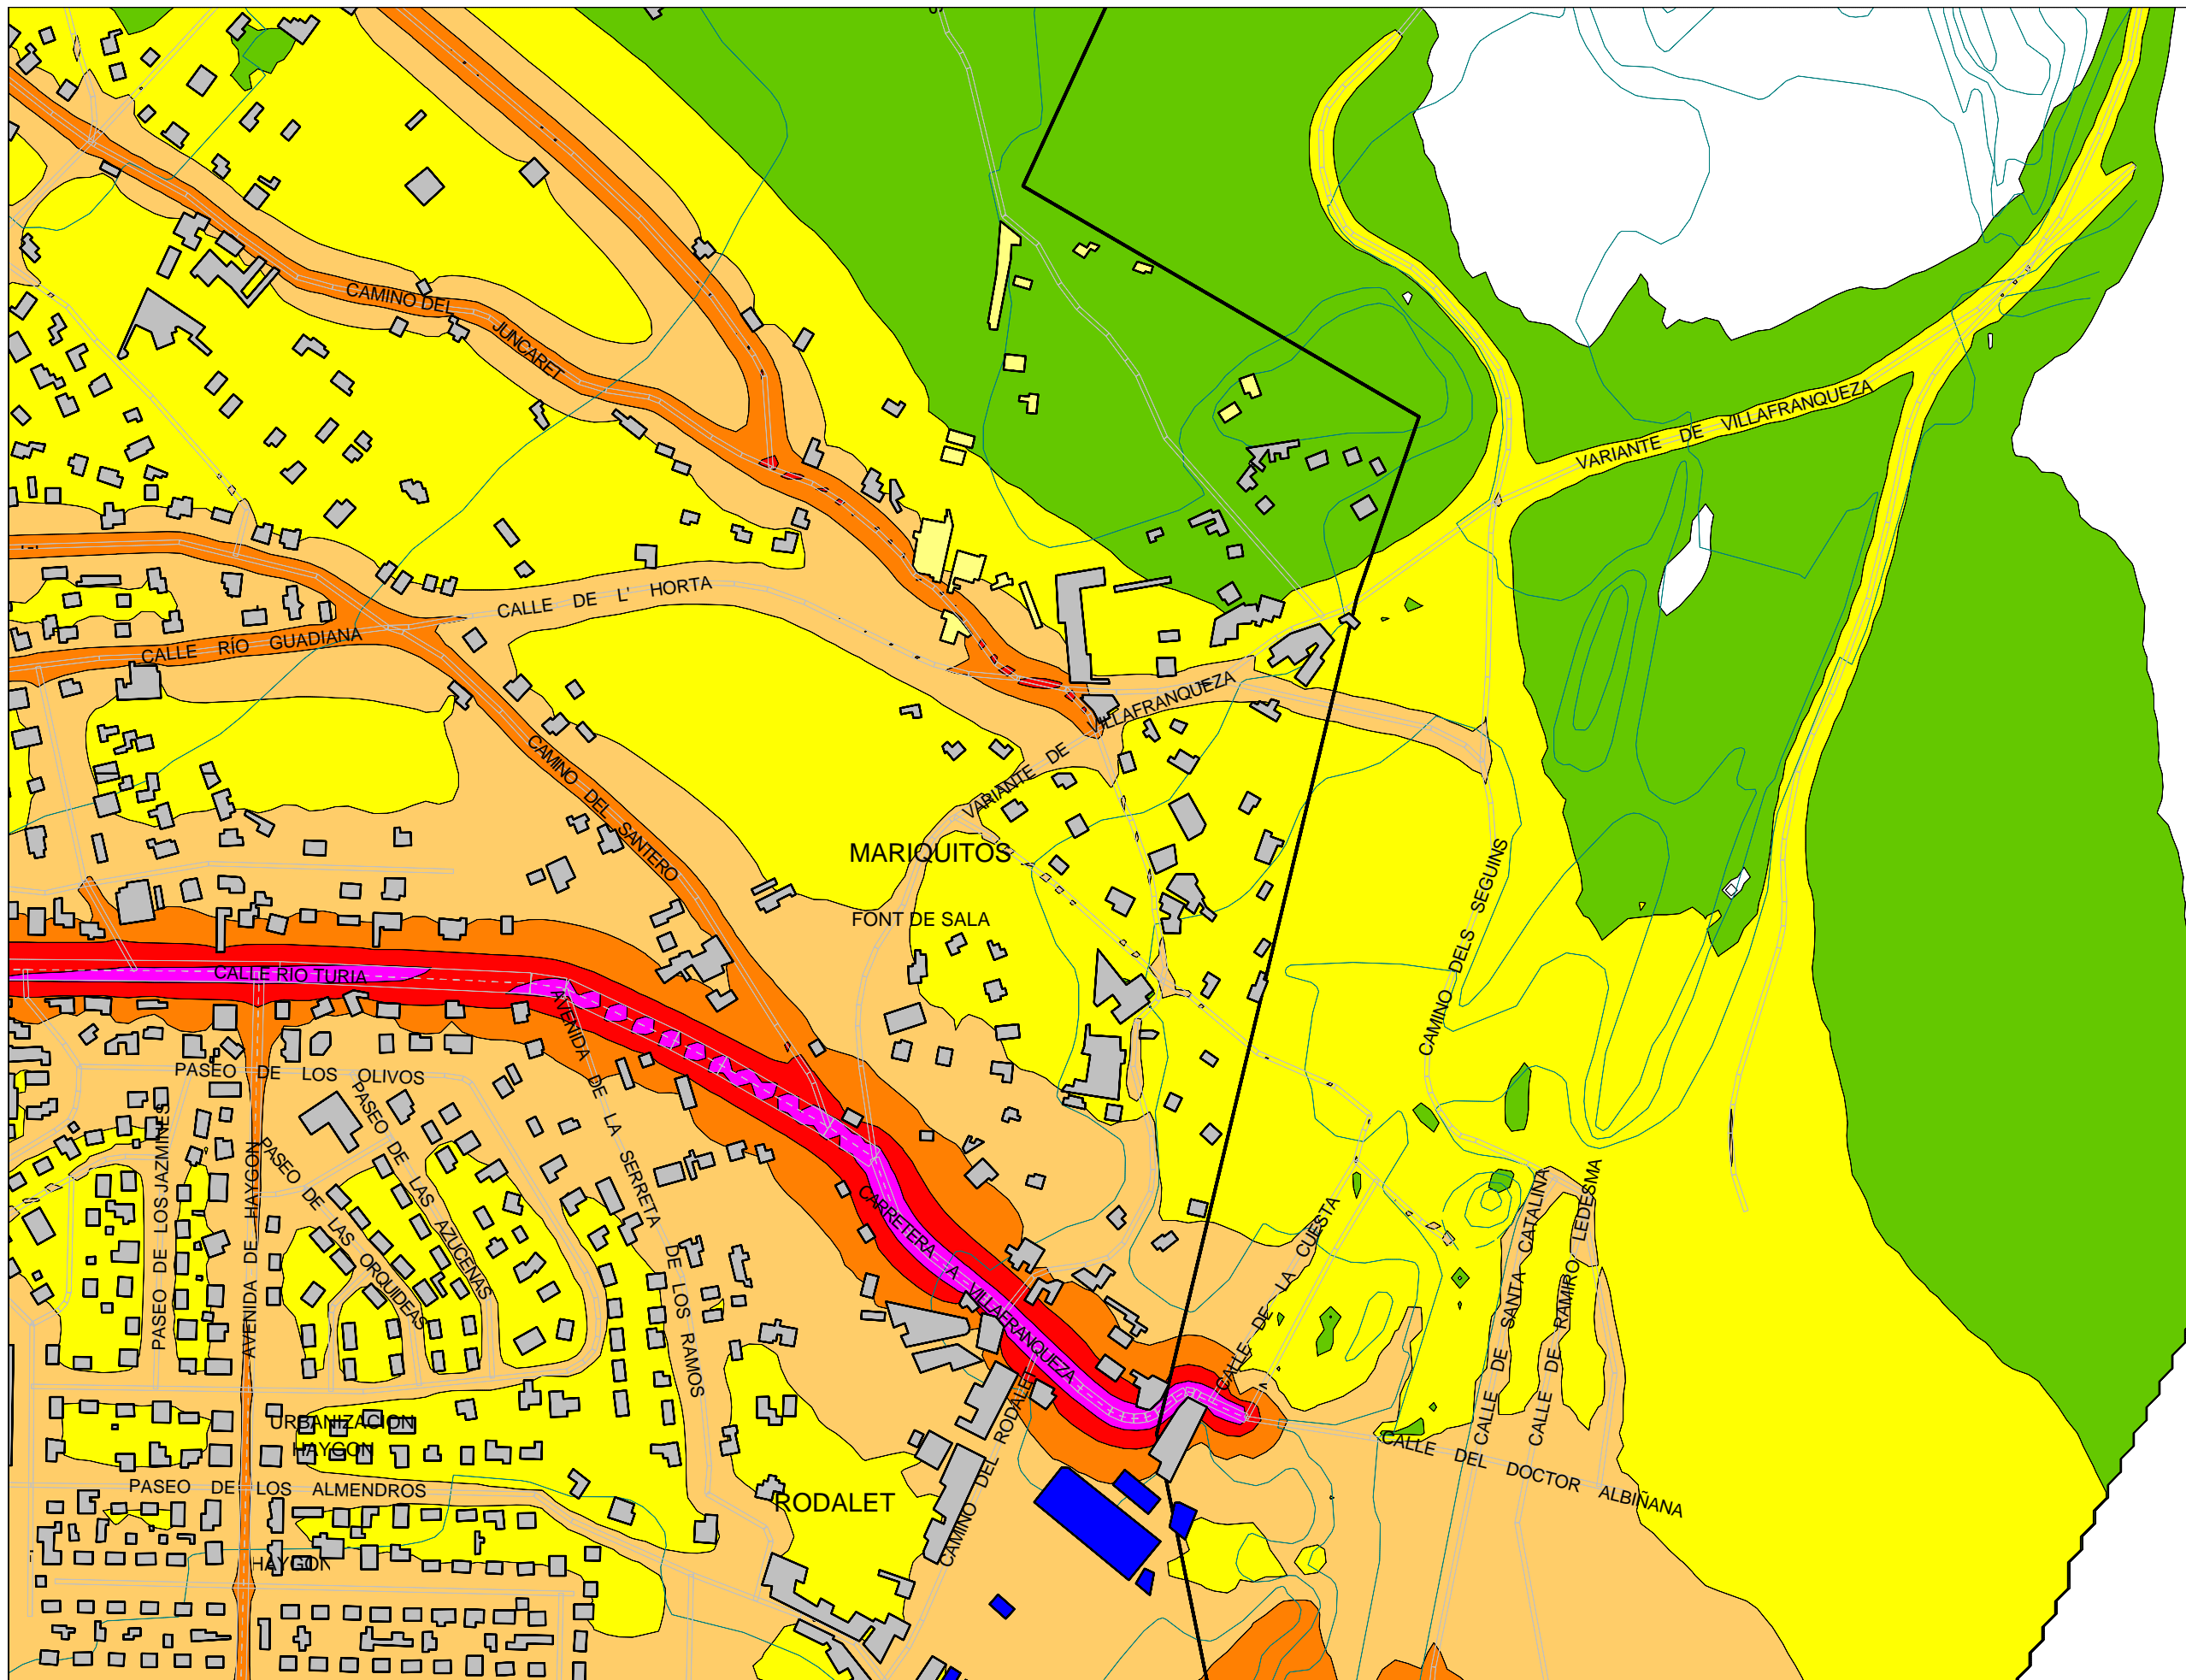 CAMINO DEL
JUNCARET
VARIANTE DE VILLAFRANQUEZA
CALLE DE L' HORTA
CALLE RÍO GUADIANA
VARIANTE DE VILLAFRANQUEZA
CAMINO DEL SANTERO
MARIQUITOS
FONT DE SALA
CAMINO DELS SEGUINS
CALLE RIO TURIA
AVENIDA DE LA SERRETA DE LOS RAMOS
PASEO DE LOS OLIVOS
PASEO DE LOS JAZMINES
AVENIDA DE HAYGON
PASEO DE LAS AZUCENAS
PASEO DE LAS ORQUIDEAS
CARRETERA A VILLAFRANQUEZA
CALLE DE LA CUESTA
CALLE DE SANTA CATALINA
CALLE DE RAMIRO LEDESMA
CALLE DEL DOCTOR ALBIÑANA
CAMINO DEL RODALET
URBANIZACION
HAYGON
PASEO DE LOS ALMENDROS
RODALET
HAYGON